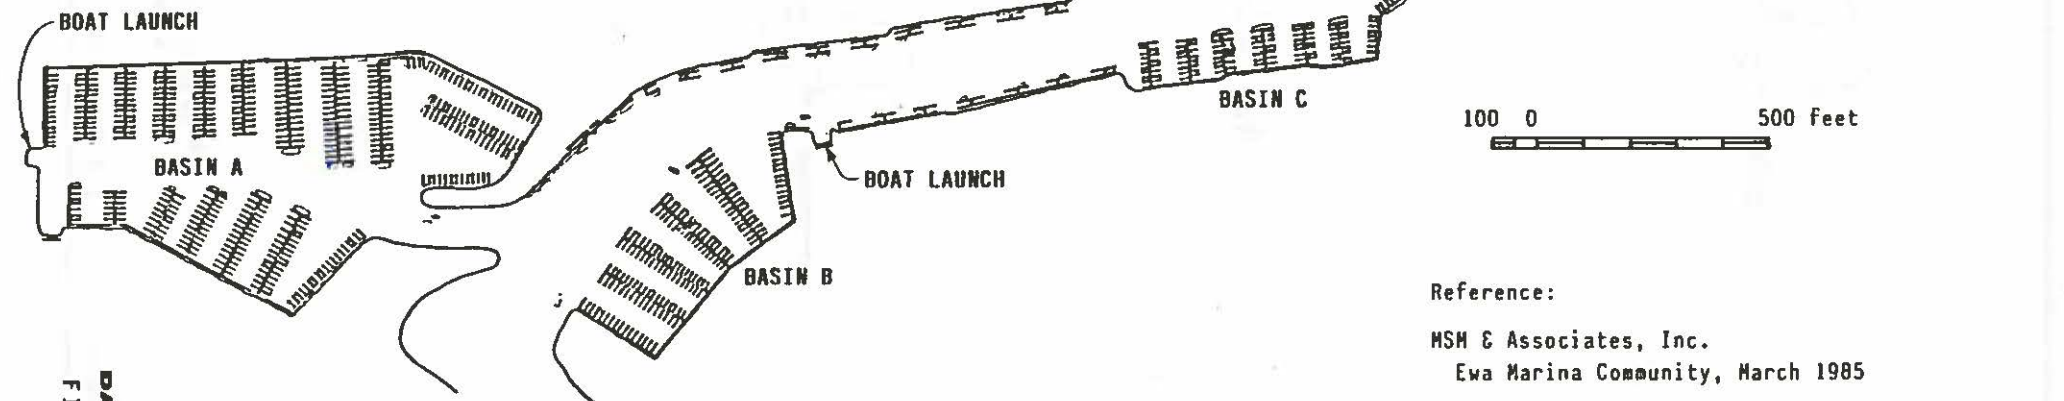 BOAT LAUNCH
BASIN A
BASIN C
100 0 500 feet
BOAT LAUNCH
BASIN B
Reference:
MSM & Associates, Inc.
Ewa Marina Community, March 1985